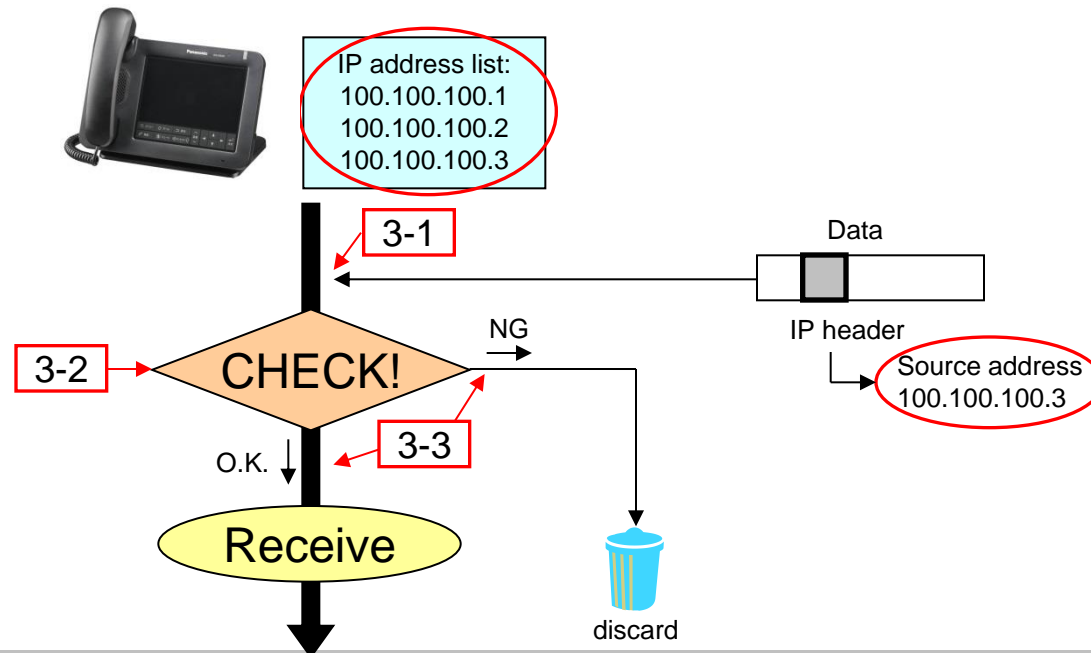 Panasonic
IP address list:
100.100.100.1
100.100.100.2
100.100.100.3
3-1
Data
IP header
Source address
100.100.100.3
NG
3-2
CHECK!
3-3
O.K.
Receive
discard